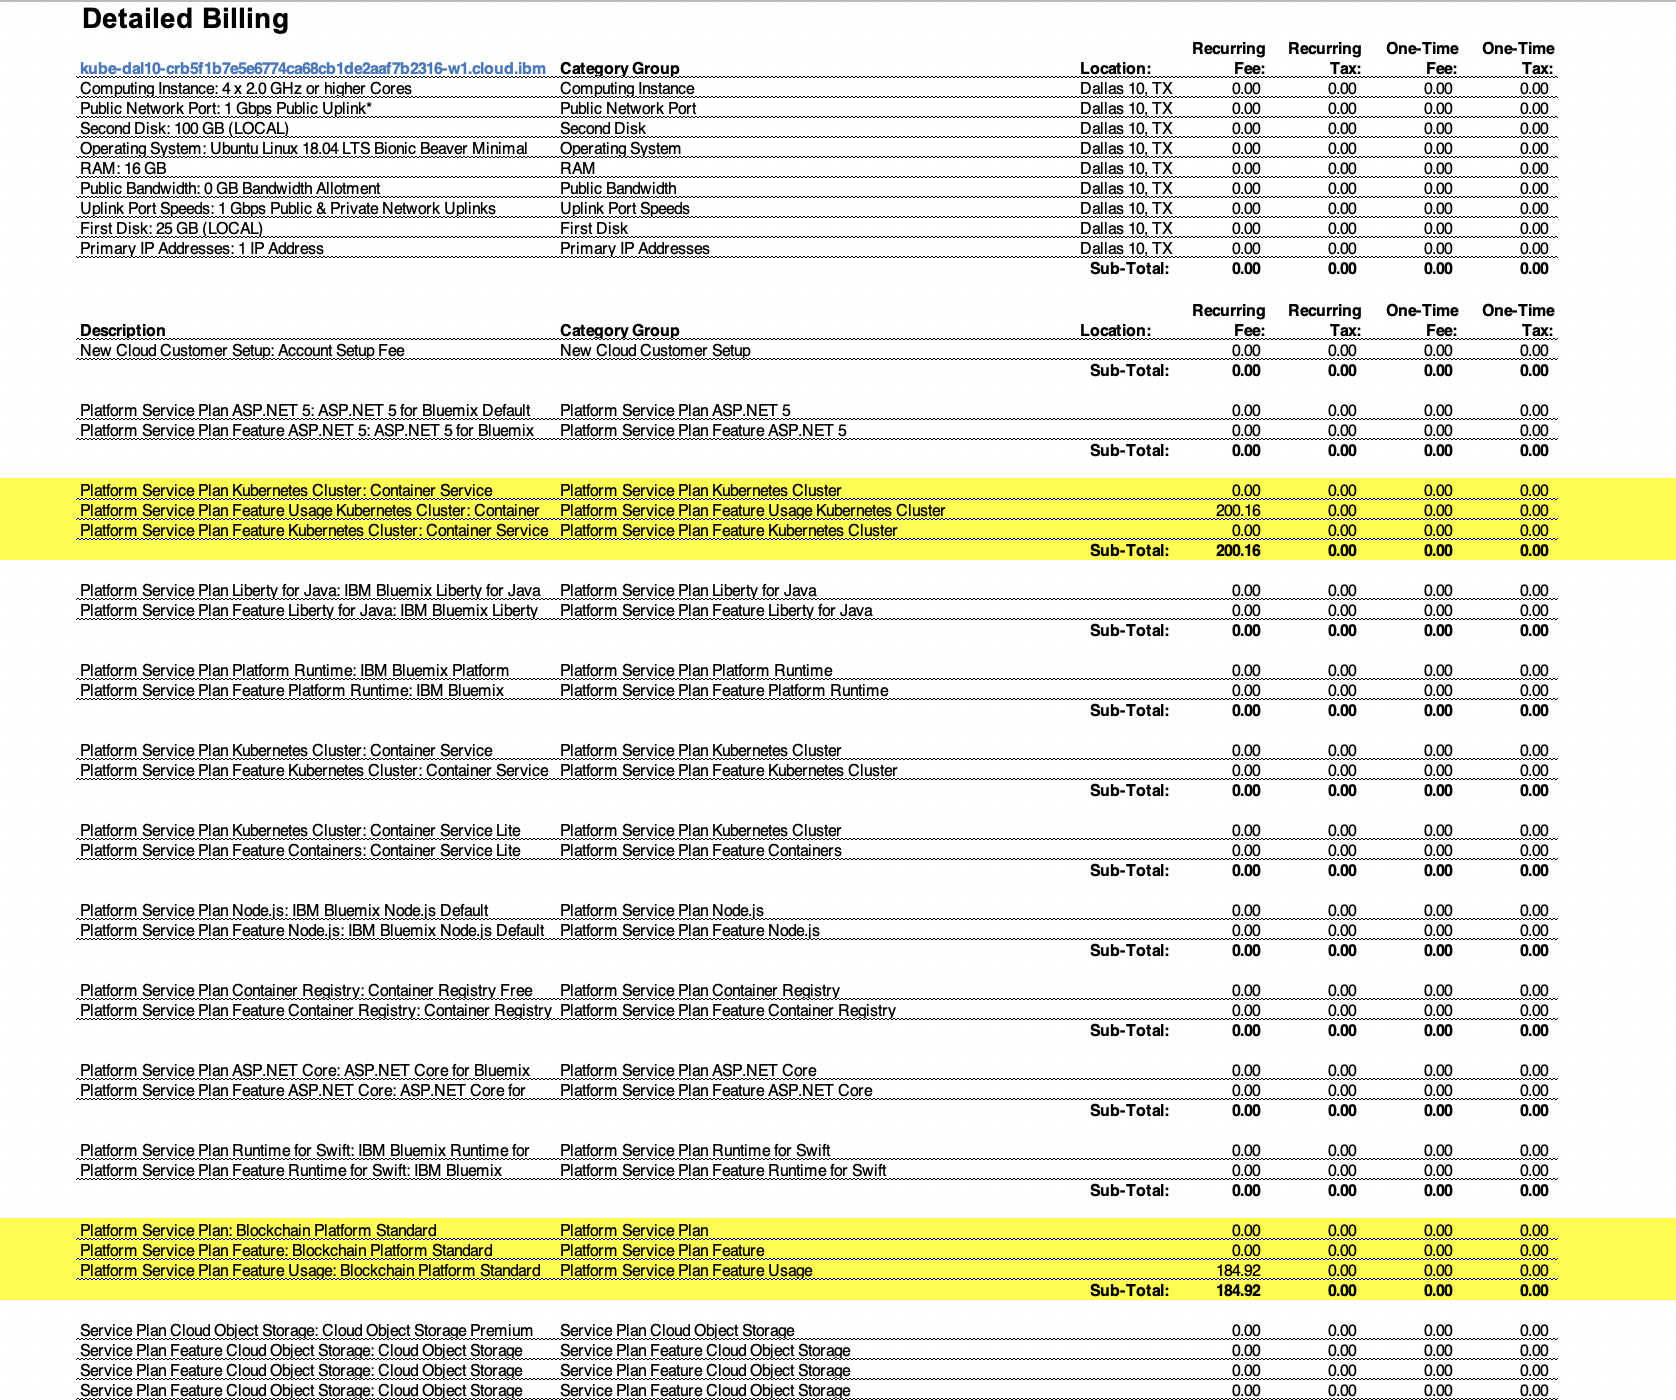 Detailed Billing
Recurring Recurring One-Time One-Time
kube-dal10-crb5f1b7e5e6774ca68cb1de2aaf7b2316-w1.cloud.ibm Category Group Location: Fee: Tax: Fee: Tax:
Computing Instance: 4 x 2.0 GHz or higher Cores Computing Instance Dallas 10, TX 0.00 0.00 0.00 0.00
Public Network Port: 1 Gbps Public Uplink* Public Network Port Dallas 10, TX 0.00 0.00 0.00 0.00
Second Disk: 100 GB (LOCAL) Second Disk Dallas 10, TX 0.00 0.00 0.00 0.00
Operating System: Ubuntu Linux 18.04 LTS Bionic Beaver Minimal Operating System Dallas 10, TX 0.00 0.00 0.00 0.00
RAM: 16 GB RAM Dallas 10, TX 0.00 0.00 0.00 0.00
Public Bandwidth: 0 GB Bandwidth Allotment Public Bandwidth Dallas 10, TX 0.00 0.00 0.00 0.00
Uplink Port Speeds: 1 Gbps Public & Private Network Uplinks Uplink Port Speeds Dallas 10, TX 0.00 0.00 0.00 0.00
First Disk: 25 GB (LOCAL) First Disk Dallas 10, TX 0.00 0.00 0.00 0.00
Primary IP Addresses: 1 IP Address Primary IP Addresses Dallas 10, TX 0.00 0.00 0.00 0.00
Sub-Total: 0.00 0.00 0.00 0.00
Recurring Recurring One-Time One-Time
Description Category Group Location: Fee: Tax: Fee: Tax:
New Cloud Customer Setup: Account Setup Fee New Cloud Customer Setup 0.00 0.00 0.00 0.00
Sub-Total: 0.00 0.00 0.00 0.00
Platform Service Plan ASP.NET 5: ASP.NET 5 for Bluemix Default Platform Service Plan ASP.NET 5 0.00 0.00 0.00 0.00
Platform Service Plan Feature ASP.NET 5: ASP.NET 5 for Bluemix Platform Service Plan Feature ASP.NET 5 0.00 0.00 0.00 0.00
Sub-Total: 0.00 0.00 0.00 0.00
Platform Service Plan Kubernetes Cluster: Container Service Platform Service Plan Kubernetes Cluster 0.00 0.00 0.00 0.00
Platform Service Plan Feature Usage Kubernetes Cluster: Container Platform Service Plan Feature Usage Kubernetes Cluster 200.16 0.00 0.00 0.00
Platform Service Plan Feature Kubernetes Cluster: Container Service Platform Service Plan Feature Kubernetes Cluster 0.00 0.00 0.00 0.00
Sub-Total: 200.16 0.00 0.00 0.00
Platform Service Plan Liberty for Java: IBM Bluemix Liberty for Java Platform Service Plan Liberty for Java 0.00 0.00 0.00 0.00
Platform Service Plan Feature Liberty for Java: IBM Bluemix Liberty Platform Service Plan Feature Liberty for Java 0.00 0.00 0.00 0.00
Sub-Total: 0.00 0.00 0.00 0.00
Platform Service Plan Platform Runtime: IBM Bluemix Platform Platform Service Plan Platform Runtime 0.00 0.00 0.00 0.00
Platform Service Plan Feature Platform Runtime: IBM Bluemix Platform Service Plan Feature Platform Runtime 0.00 0.00 0.00 0.00
Sub-Total: 0.00 0.00 0.00 0.00
Platform Service Plan Kubernetes Cluster: Container Service Platform Service Plan Kubernetes Cluster 0.00 0.00 0.00 0.00
Platform Service Plan Feature Kubernetes Cluster: Container Service Platform Service Plan Feature Kubernetes Cluster 0.00 0.00 0.00 0.00
Sub-Total: 0.00 0.00 0.00 0.00
Platform Service Plan Kubernetes Cluster: Container Service Lite Platform Service Plan Kubernetes Cluster 0.00 0.00 0.00 0.00
Platform Service Plan Feature Containers: Container Service Lite Platform Service Plan Feature Containers 0.00 0.00 0.00 0.00
Sub-Total: 0.00 0.00 0.00 0.00
Platform Service Plan Node.js: IBM Bluemix Node.js Default Platform Service Plan Node.js 0.00 0.00 0.00 0.00
Platform Service Plan Feature Node.js: IBM Bluemix Node.js Default Platform Service Plan Feature Node.js 0.00 0.00 0.00 0.00
Sub-Total: 0.00 0.00 0.00 0.00
Platform Service Plan Container Registry: Container Registry Free Platform Service Plan Container Registry 0.00 0.00 0.00 0.00
Platform Service Plan Feature Container Registry: Container Registry Platform Service Plan Feature Container Registry 0.00 0.00 0.00 0.00
Sub-Total: 0.00 0.00 0.00 0.00
Platform Service Plan ASP.NET Core: ASP.NET Core for Bluemix Platform Service Plan ASP.NET Core 0.00 0.00 0.00 0.00
Platform Service Plan Feature ASP.NET Core: ASP.NET Core for Platform Service Plan Feature ASP.NET Core 0.00 0.00 0.00 0.00
Sub-Total: 0.00 0.00 0.00 0.00
Platform Service Plan Runtime for Swift: IBM Bluemix Runtime for Platform Service Plan Runtime for Swift 0.00 0.00 0.00 0.00
Platform Service Plan Feature Runtime for Swift: IBM Bluemix Platform Service Plan Feature Runtime for Swift 0.00 0.00 0.00 0.00
Sub-Total: 0.00 0.00 0.00 0.00
Platform Service Plan: Blockchain Platform Standard Platform Service Plan 0.00 0.00 0.00 0.00
Platform Service Plan Feature: Blockchain Platform Standard Platform Service Plan Feature 0.00 0.00 0.00 0.00
Platform Service Plan Feature Usage: Blockchain Platform Standard Platform Service Plan Feature Usage 184.92 0.00 0.00 0.00
Sub-Total: 184.92 0.00 0.00 0.00
Service Plan Cloud Object Storage: Cloud Object Storage Premium Service Plan Cloud Object Storage 0.00 0.00 0.00 0.00
Service Plan Feature Cloud Object Storage: Cloud Object Storage Service Plan Feature Cloud Object Storage 0.00 0.00 0.00 0.00
Service Plan Feature Cloud Object Storage: Cloud Object Storage Service Plan Feature Cloud Object Storage 0.00 0.00 0.00 0.00
Service Plan Feature Cloud Object Storage: Cloud Object Storage Service Plan Feature Cloud Object Storage 0.00 0.00 0.00 0.00